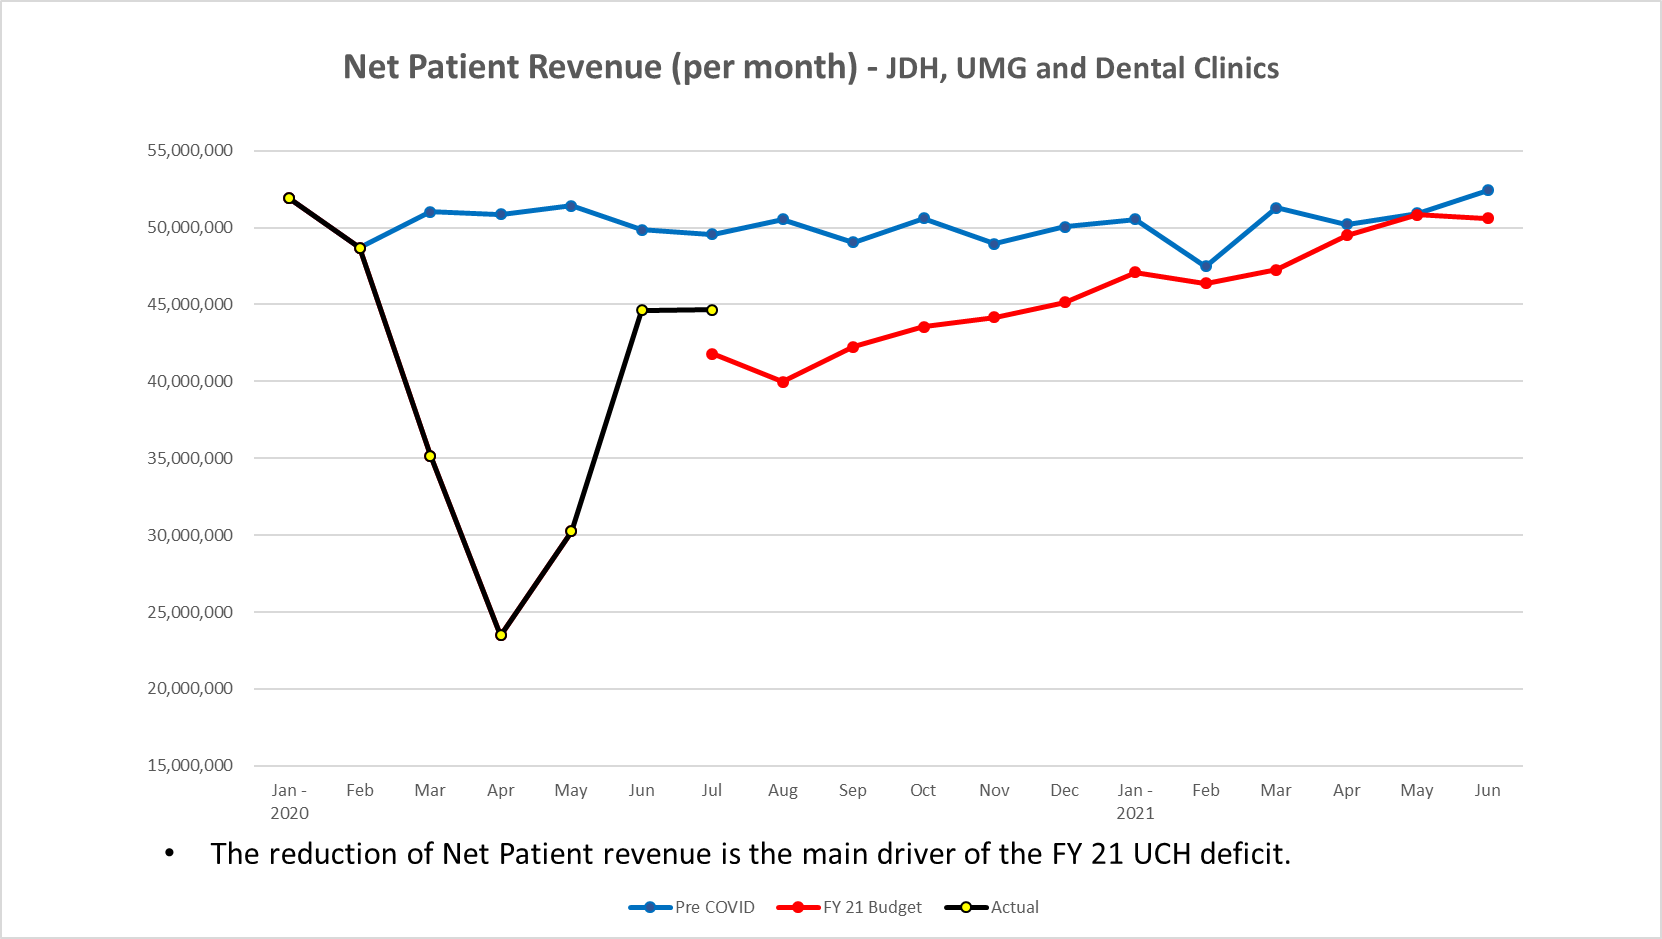 Net Patient Revenue (per month) - JDH, UMG and Dental Clinics
55,000,000
50,000,000
45,000,000
40,000,000
35,000,000
30,000,000
25,000,000
20,000,000
15,000,000
Jan - 2020
Feb
Mar
Apr
May
Jun
Jul
Aug
Sep
Oct
Nov
Dec
Jan - 2021
Feb
Mar
Apr
May
Jun
• The reduction of Net Patient revenue is the main driver of the FY 21 UCH deficit.
Pre COVID
FY 21 Budget
Actual